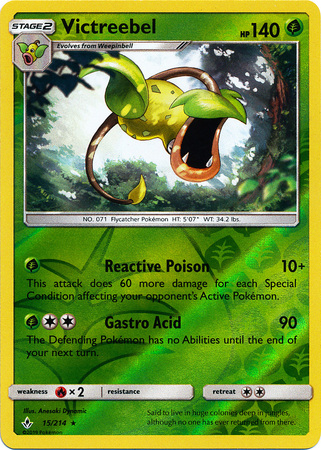 STAGE2 Victreebel HP 140
Evolves from Weepinbell
NO. 071 Flycatcher Pokémon HT: 5'07" WT: 34.2 lbs.
Reactive Poison 10+
This attack does 60 more damage for each Special
Condition affecting your opponent's Active Pokémon.
Gastro Acid 90
The Defending Pokémon has no Abilities until the end of
your next turn.
weakness ×2 resistance retreat
Illus. Anesaki Dynamic
15/214 ★
©2019 Pokémon
Said to live in huge colonies deep in jungles,
although no one has ever returned from there.